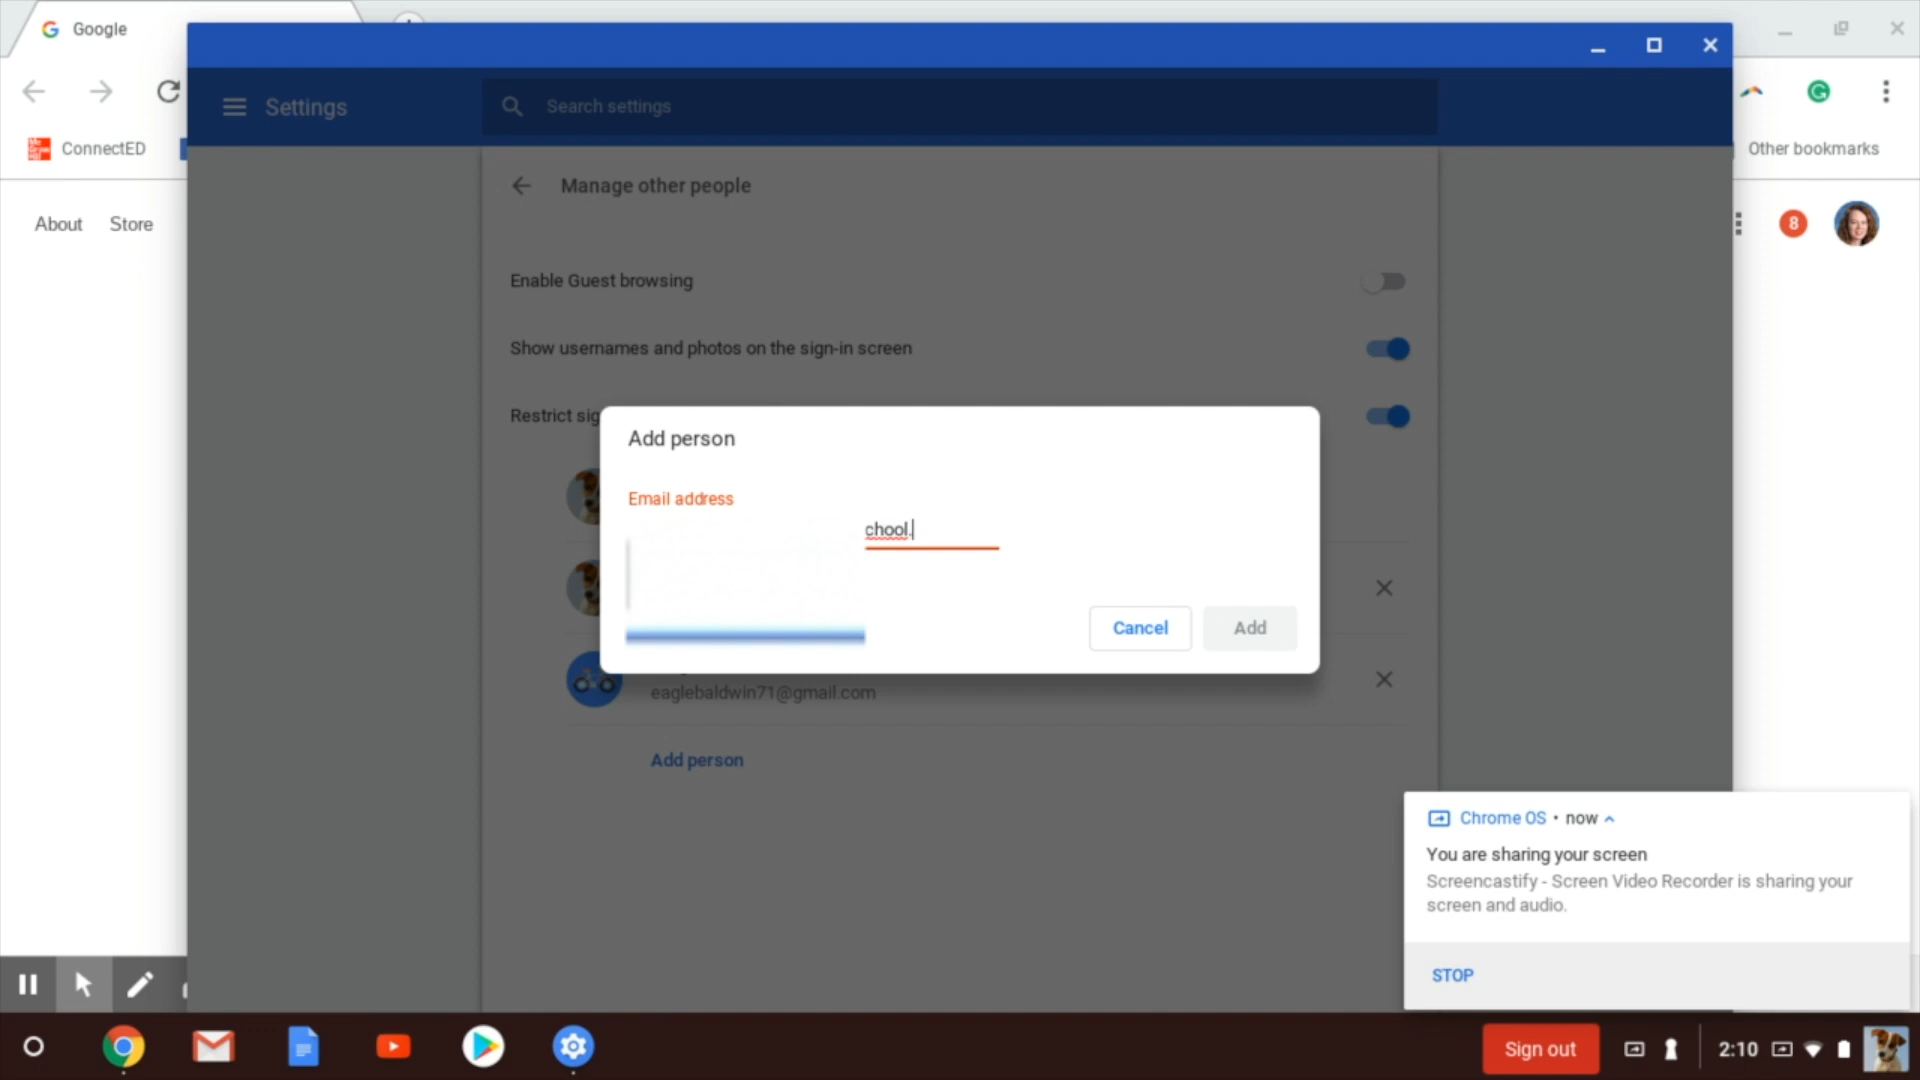 Google
Settings
Search settings
ConnectED
Other bookmarks
About
Store
8
Manage other people
Enable Guest browsing
Show usernames and photos on the sign-in screen
Restrict sig
Add person
Email address
chool.
Cancel
Add
eaglebaldwin71@gmail.com
Add person
Chrome OS • now
You are sharing your screen
Screencastify - Screen Video Recorder is sharing your
screen and audio.
STOP
Sign out
2:10